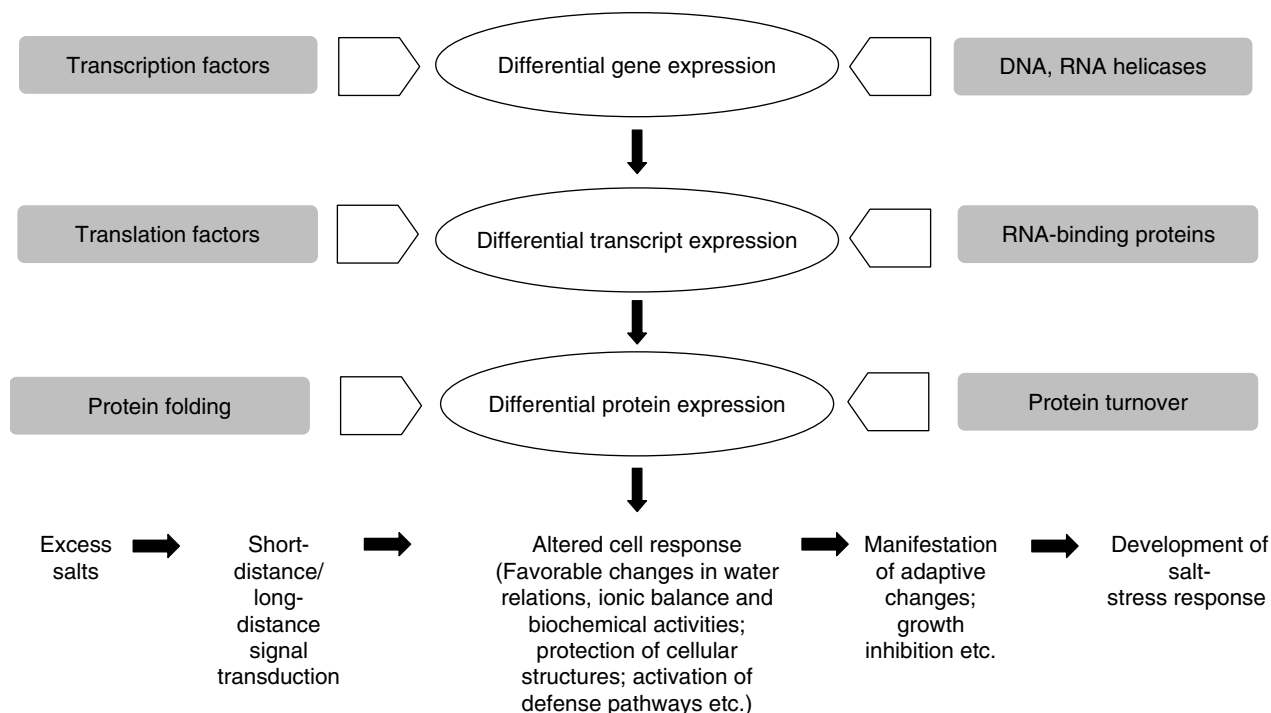 Transcription factors
Differential gene expression
DNA, RNA helicases
Translation factors
Differential transcript expression
RNA-binding proteins
Protein folding
Differential protein expression
Protein turnover
Excess
salts
Short-
distance/
long-
distance
signal
transduction
Altered cell response
(Favorable changes in water
relations, ionic balance and
biochemical activities;
protection of cellular
structures; activation of
defense pathways etc.)
Manifestation
of adaptive
changes;
growth
inhibition etc.
Development of
salt-
stress response